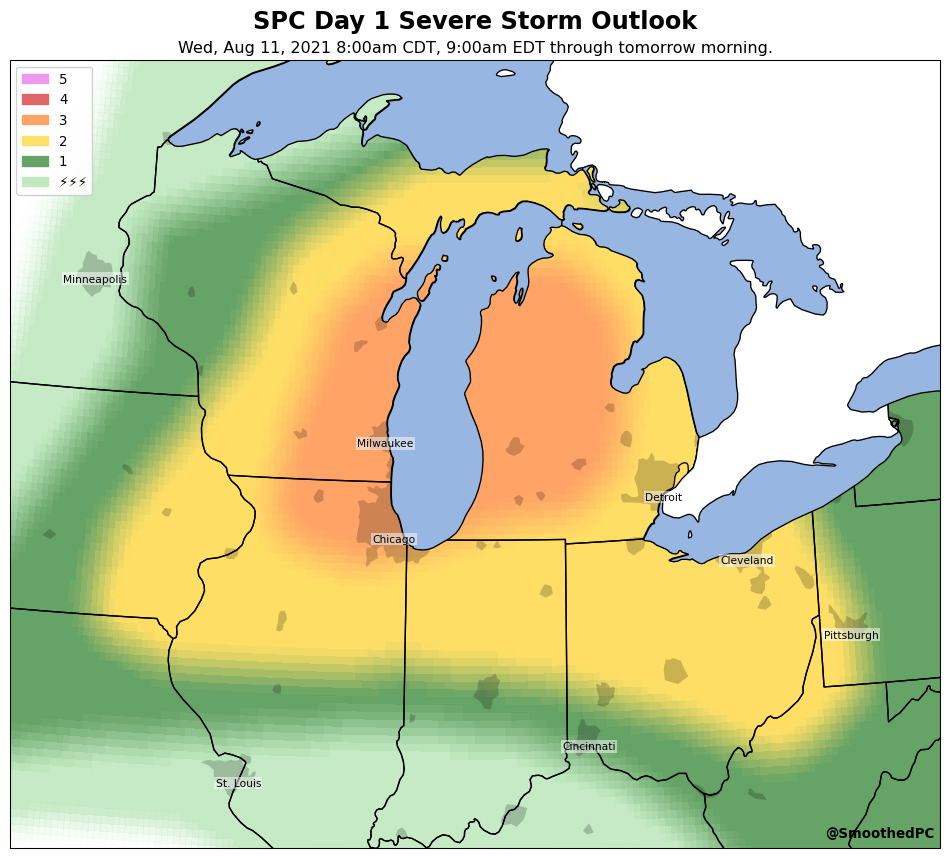 SPC Day 1 Severe Storm Outlook
Wed, Aug 11, 2021 8:00am CDT, 9:00am EDT through tomorrow morning.
5
4
3
2
1
⚡⚡⚡
Minneapolis
Milwaukee
Detroit
Chicago
Cleveland
Pittsburgh
Cincinnati
St. Louis
@SmoothedPC